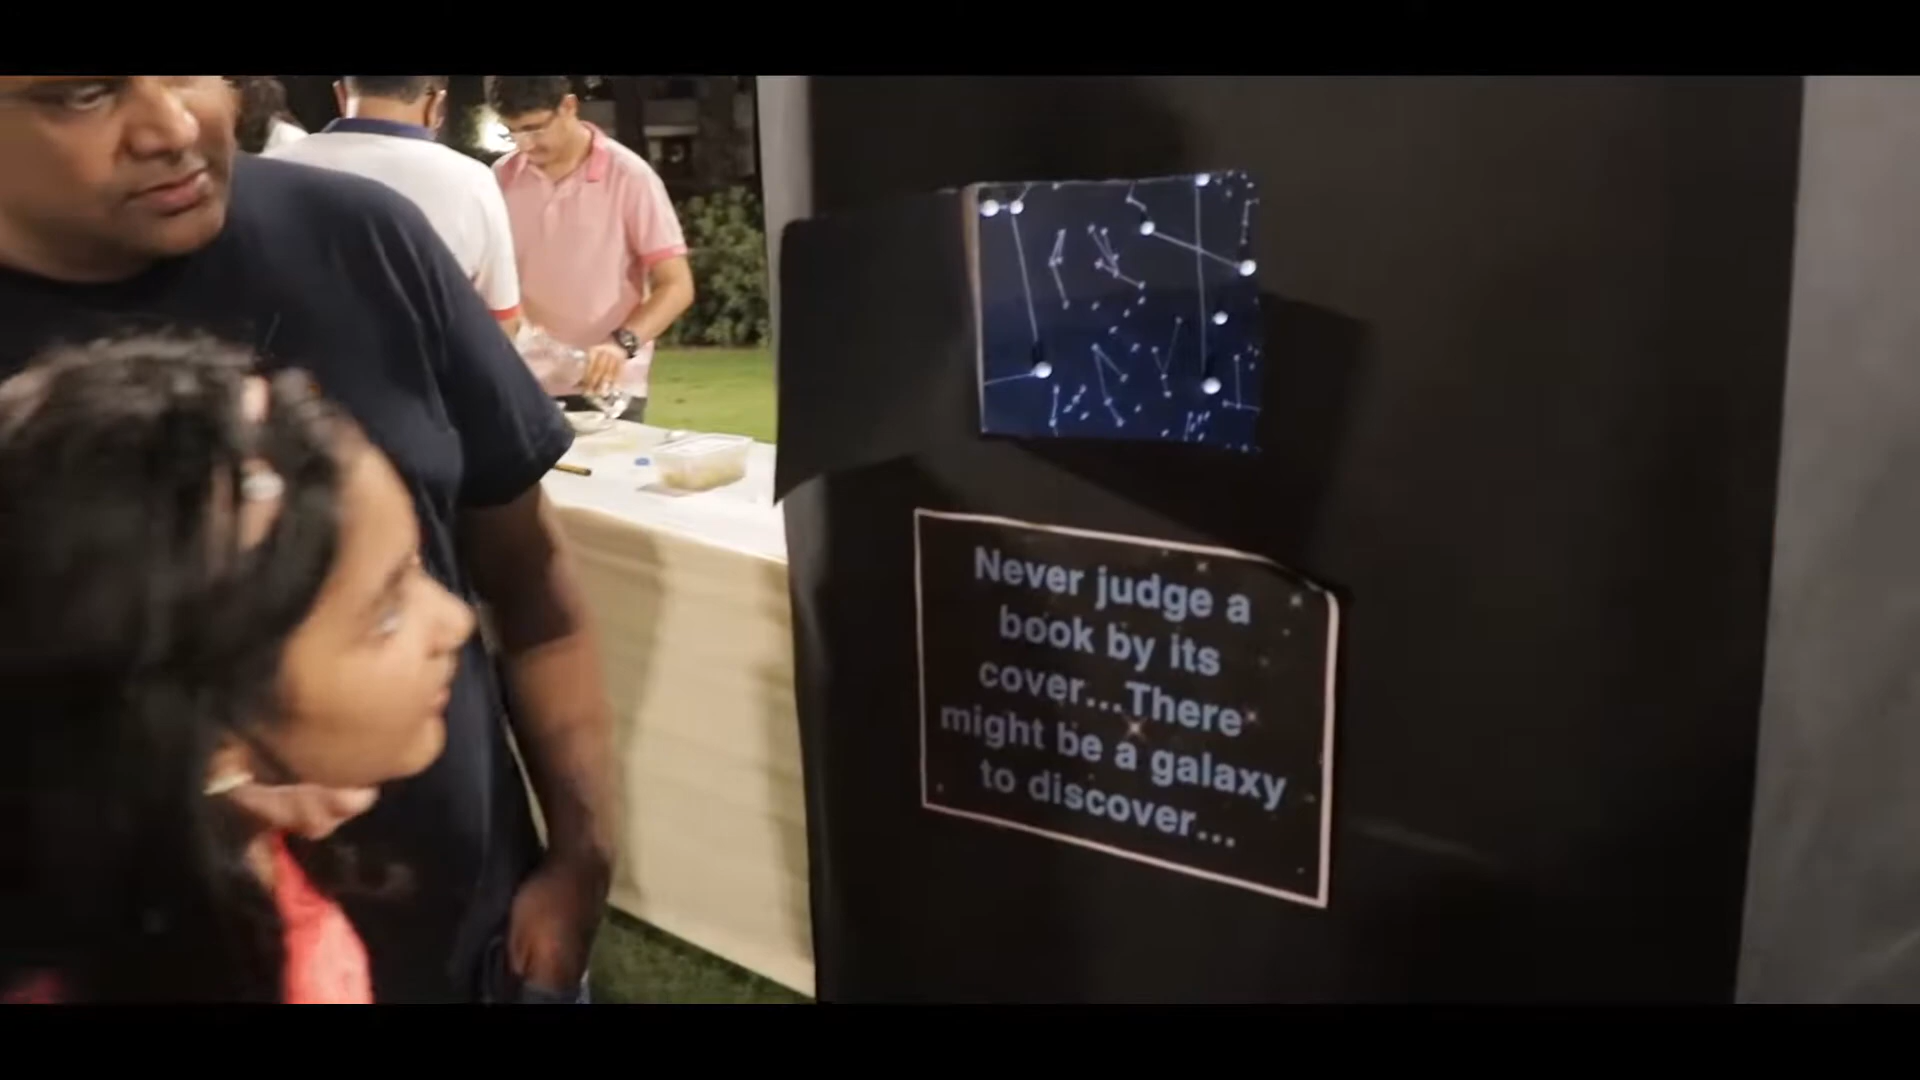 Never judge a
book by its
cover...There
might be a galaxy
to discover...